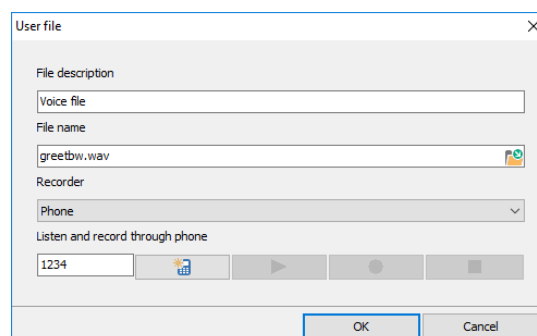 User file
File description
Voice file
File name
greetbw.wav
Recorder
Phone
Listen and record through phone
1234
OK Cancel